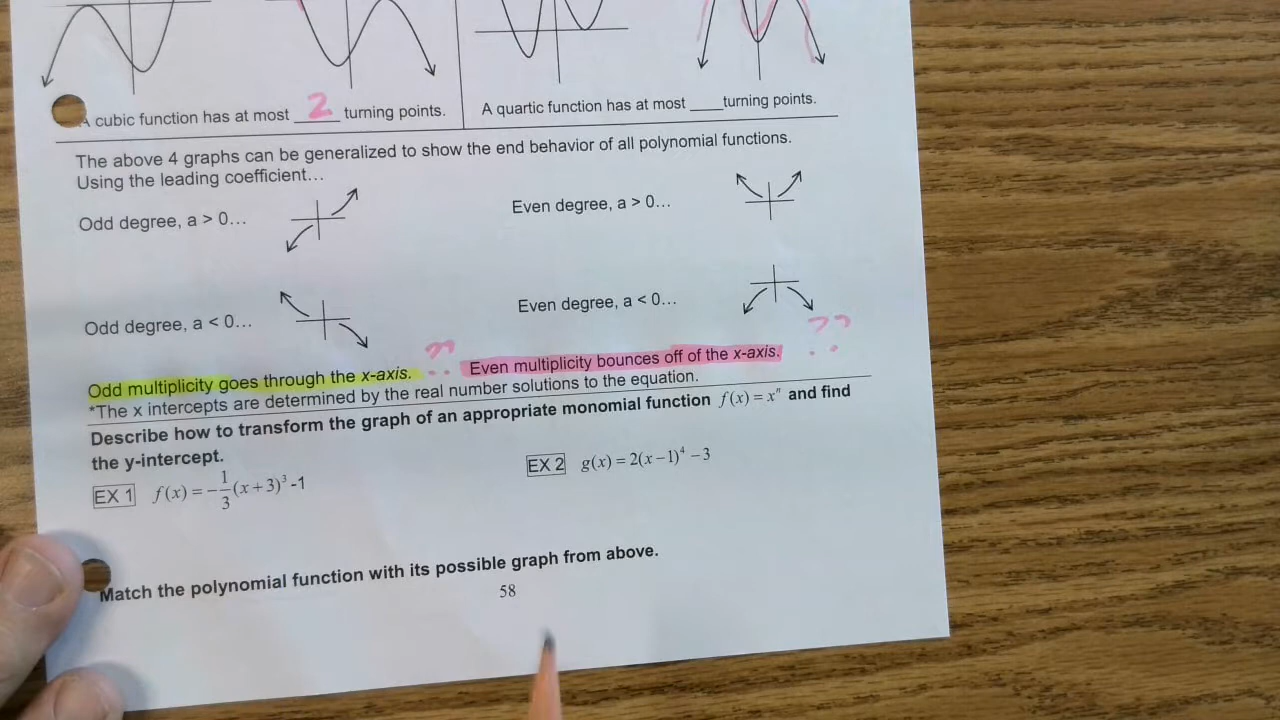 A cubic function has at most 2 turning points.
A quartic function has at most ____turning points.
The above 4 graphs can be generalized to show the end behavior of all polynomial functions.
Using the leading coefficient…
Odd degree, a > 0…
Even degree, a > 0…
Odd degree, a < 0…
Even degree, a < 0…
??
Odd multiplicity goes through the x-axis. ?? Even multiplicity bounces off of the x-axis.
*The x intercepts are determined by the real number solutions to the equation.
Describe how to transform the graph of an appropriate monomial function f(x) = xⁿ and find
the y-intercept.
EX 1 f(x) = -1/3(x+3)³-1
EX 2 g(x) = 2(x-1)⁴ -3
Match the polynomial function with its possible graph from above.
58